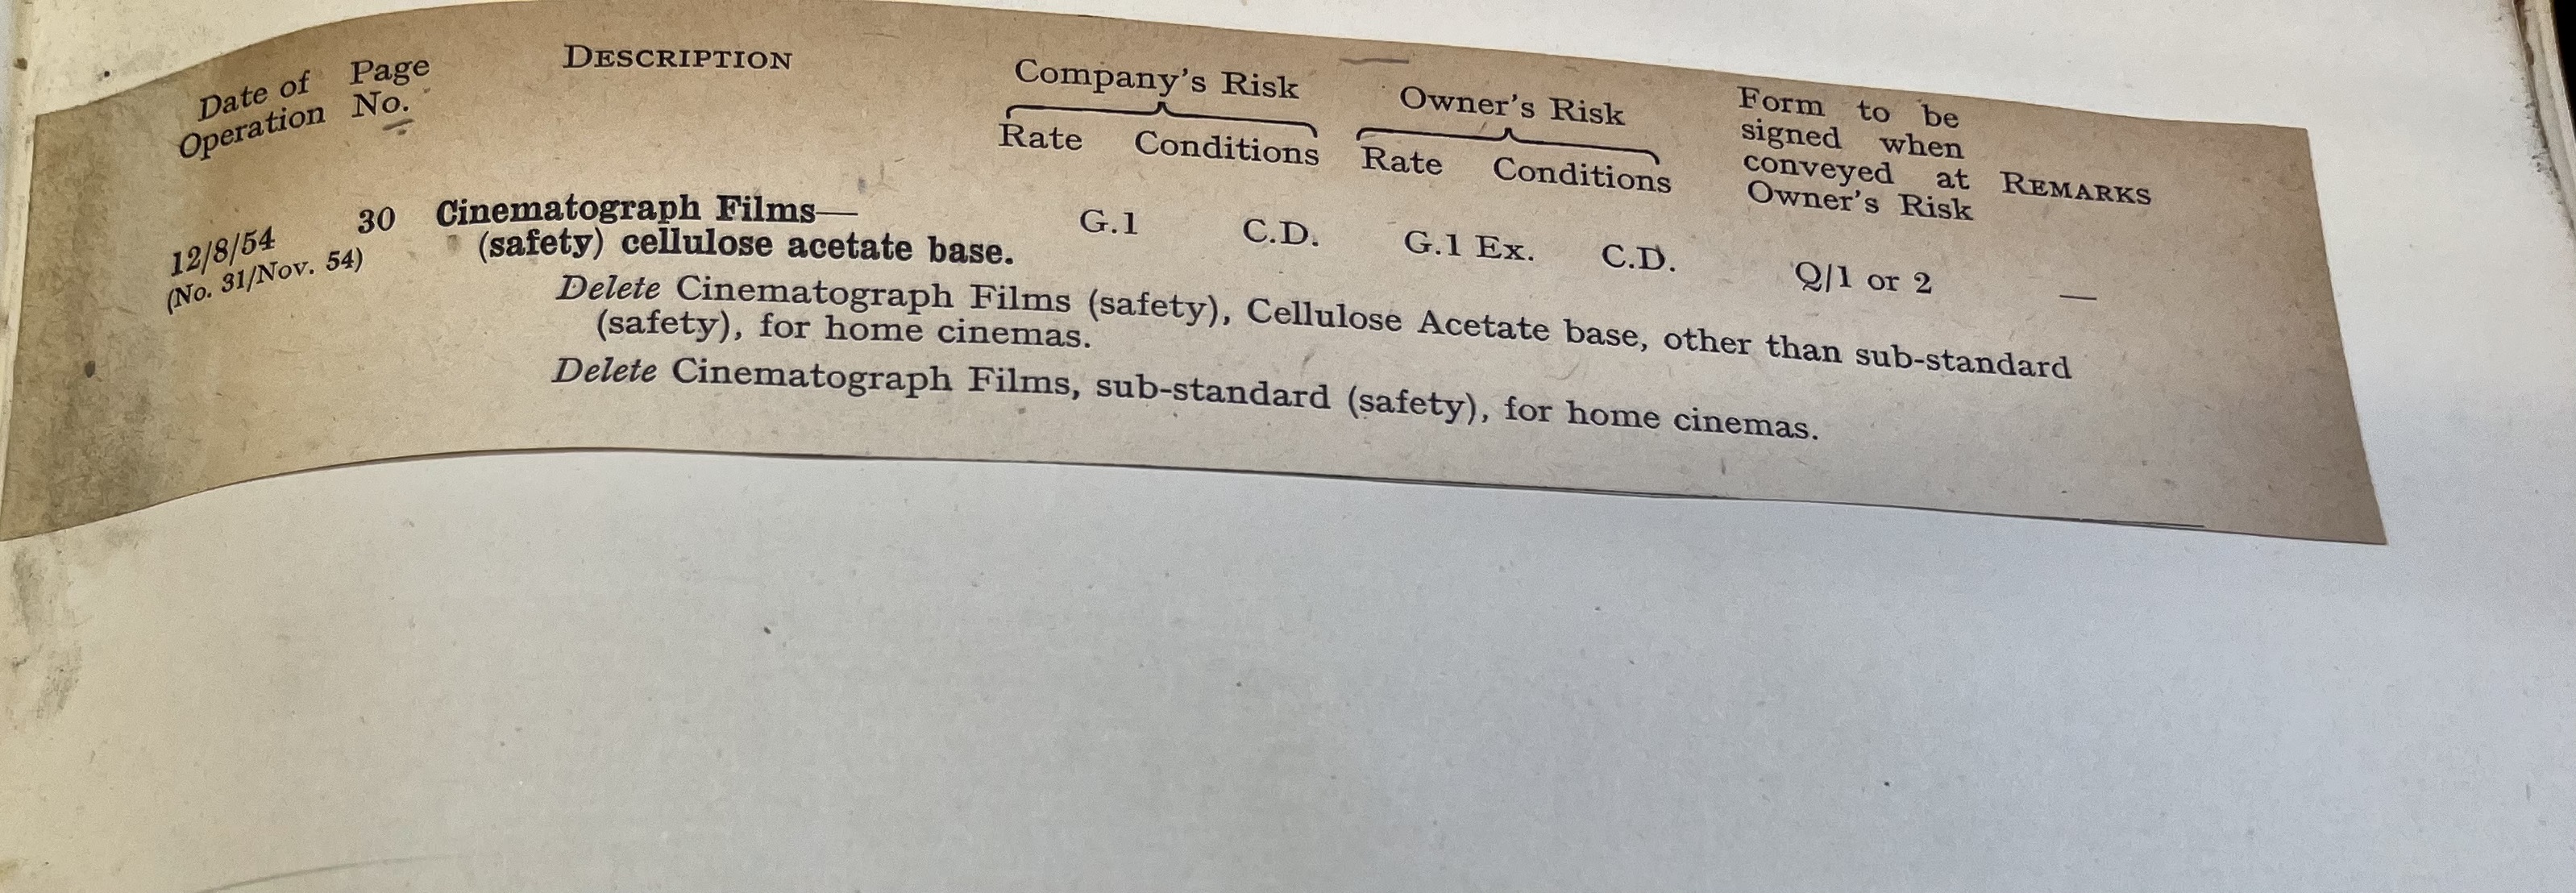 Date of Page DESCRIPTION Company's Risk Owner's Risk Form to be
Operation No. Rate Conditions Rate Conditions signed when
conveyed at REMARKS
Owner's Risk
12/8/54 30 Cinematograph Films— G.1 C.D. G.1 Ex. C.D. Q/1 or 2 —
(No. 31/Nov. 54) (safety) cellulose acetate base.
Delete Cinematograph Films (safety), Cellulose Acetate base, other than sub-standard
(safety), for home cinemas.
Delete Cinematograph Films, sub-standard (safety), for home cinemas.